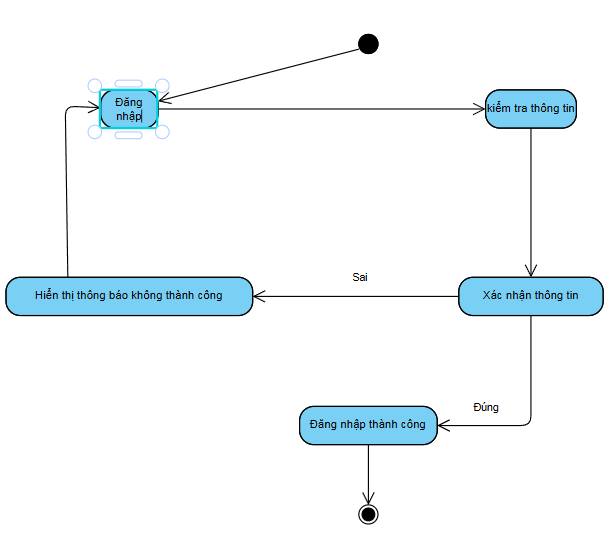 Đăng
nhập
kiểm tra thông tin
Sai
Hiển thị thông báo không thành công
Xác nhận thông tin
Đúng
Đăng nhập thành công